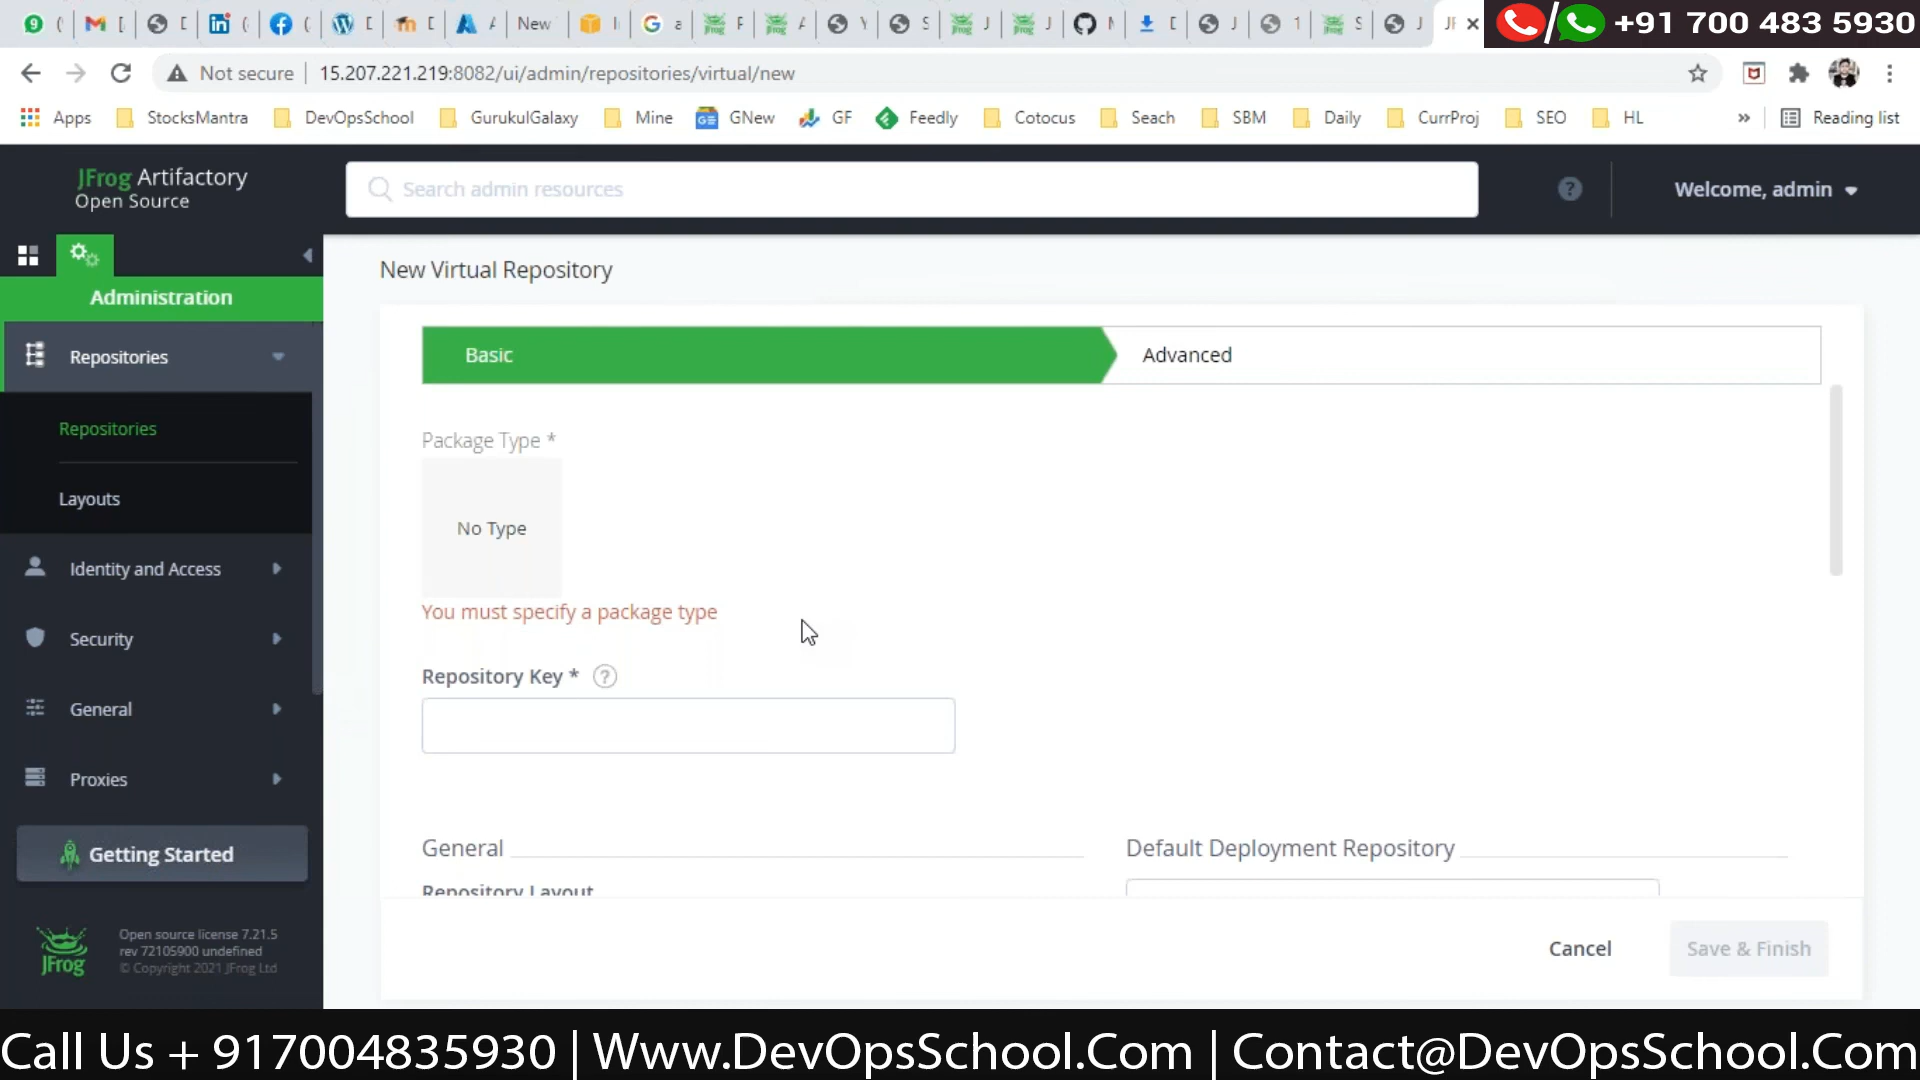 New
+91 700 483 5930
Not secure
15.207.221.219:8082/ui/admin/repositories/virtual/new
Apps
StocksMantra
DevOpsSchool
GurukulGalaxy
Mine
GNew
GF
Feedly
Cotocus
Seach
SBM
Daily
CurrProj
SEO
HL
»
Reading list
JFrog Artifactory
Open Source
Search admin resources
Welcome, admin
Administration
Repositories
Repositories
Layouts
Identity and Access
Security
General
Proxies
Getting Started
JFrog
Open source license 7.21.5
rev 72105900 undefined
© Copyright 2021 JFrog Ltd
New Virtual Repository
Basic
Advanced
Package Type *
No Type
You must specify a package type
Repository Key *
?
General
Default Deployment Repository
Repository Layout
Cancel
Save & Finish
Call Us + 917004835930 | Www.DevOpsSchool.Com | Contact@DevOpsSchool.Com